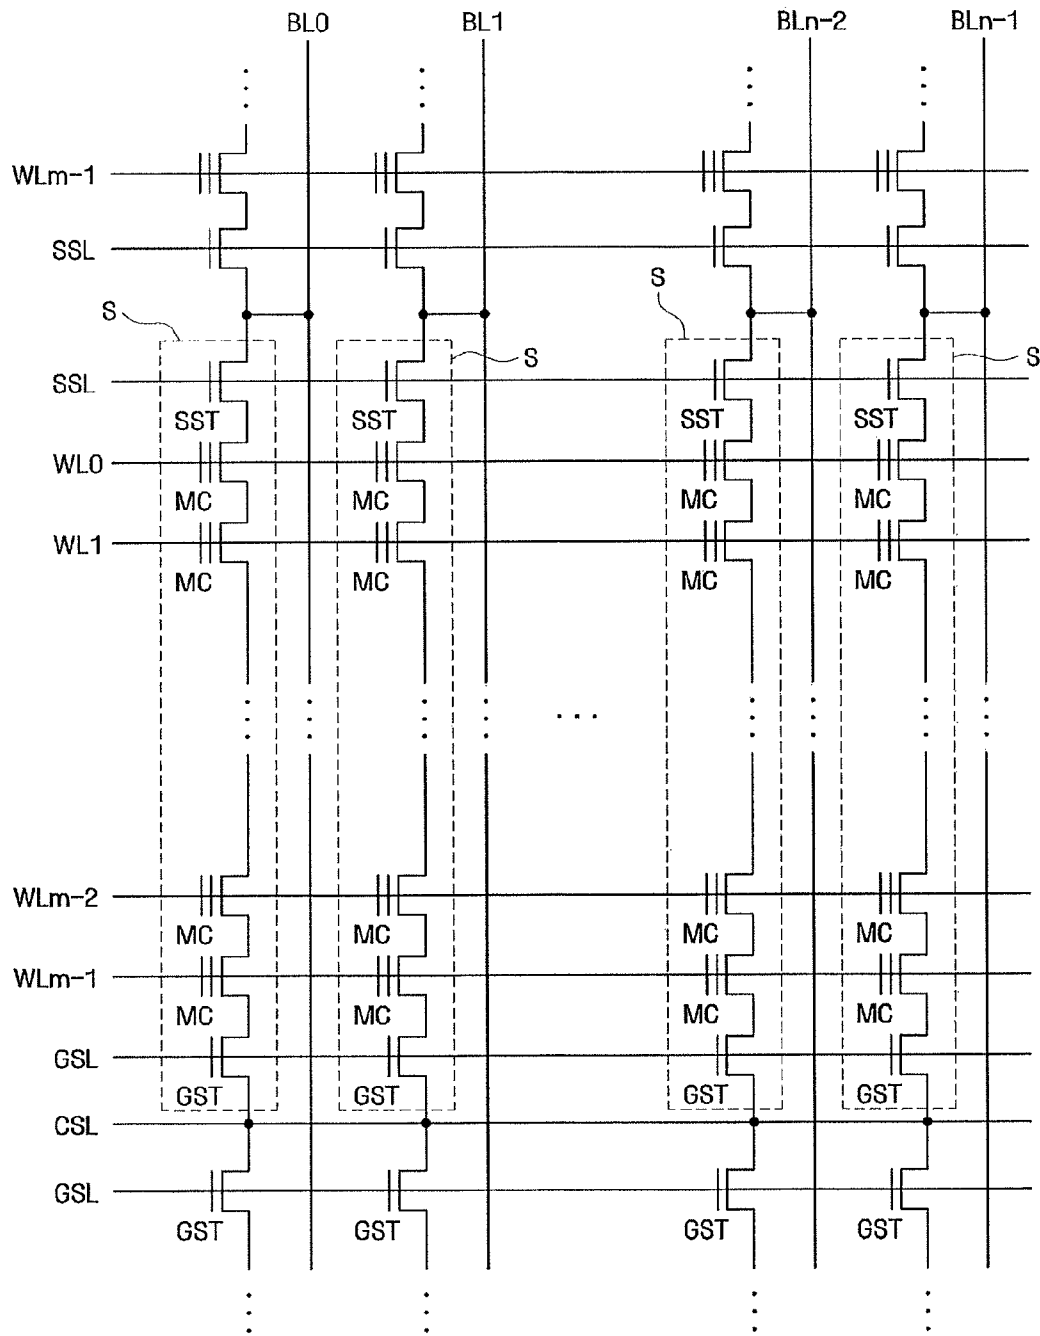 BL0 BL1 BLn-2 BLn-1
WLm-1
SSL
S S
S S
SSL
SST SST SST SST
WL0
MC MC MC MC
WL1
MC MC MC MC
WLm-2
MC MC MC MC
WLm-1
MC MC MC MC
GSL
GST GST GST GST
CSL
GSL
GST GST GST GST